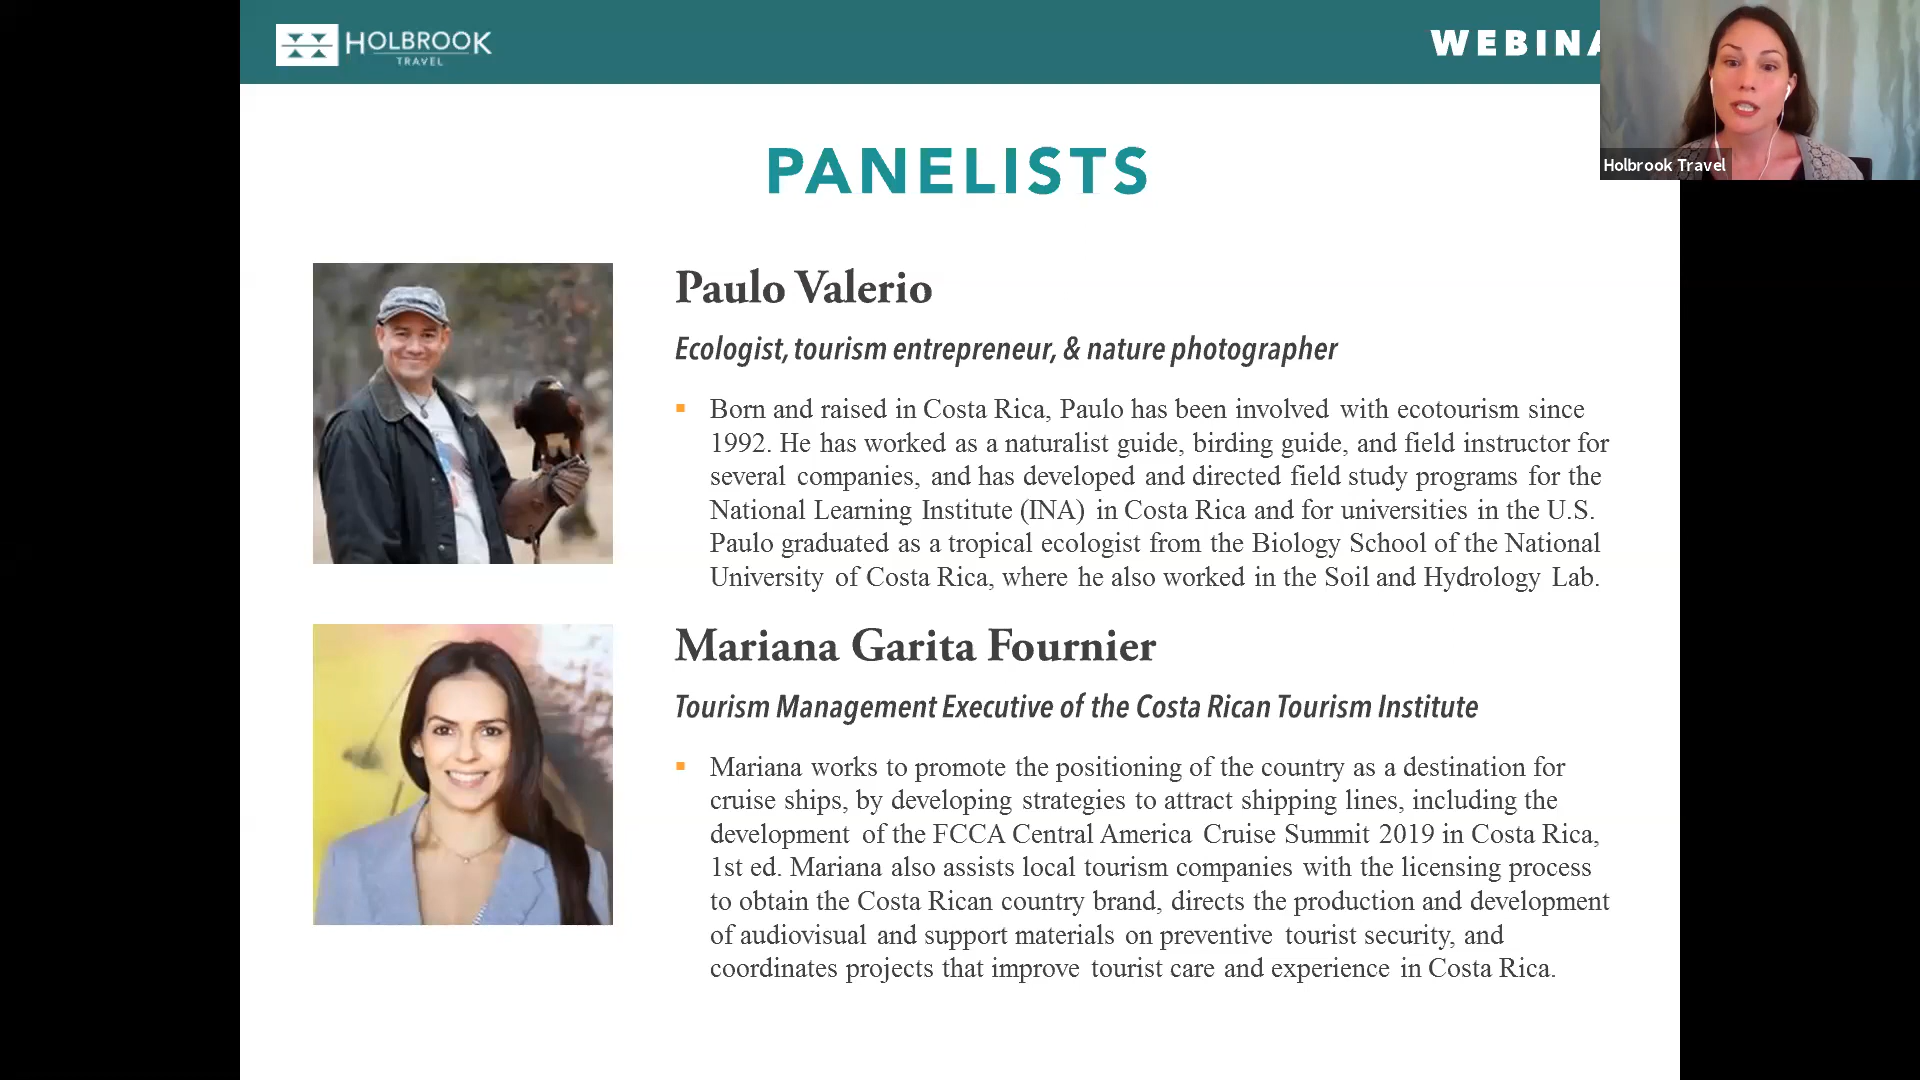 HOLBROOK
TRAVEL
WEBINA
Holbrook Travel
PANELISTS
Paulo Valerio
Ecologist, tourism entrepreneur, & nature photographer
Born and raised in Costa Rica, Paulo has been involved with ecotourism since
1992. He has worked as a naturalist guide, birding guide, and field instructor for
several companies, and has developed and directed field study programs for the
National Learning Institute (INA) in Costa Rica and for universities in the U.S.
Paulo graduated as a tropical ecologist from the Biology School of the National
University of Costa Rica, where he also worked in the Soil and Hydrology Lab.
Mariana Garita Fournier
Tourism Management Executive of the Costa Rican Tourism Institute
Mariana works to promote the positioning of the country as a destination for
cruise ships, by developing strategies to attract shipping lines, including the
development of the FCCA Central America Cruise Summit 2019 in Costa Rica,
1st ed. Mariana also assists local tourism companies with the licensing process
to obtain the Costa Rican country brand, directs the production and development
of audiovisual and support materials on preventive tourist security, and
coordinates projects that improve tourist care and experience in Costa Rica.